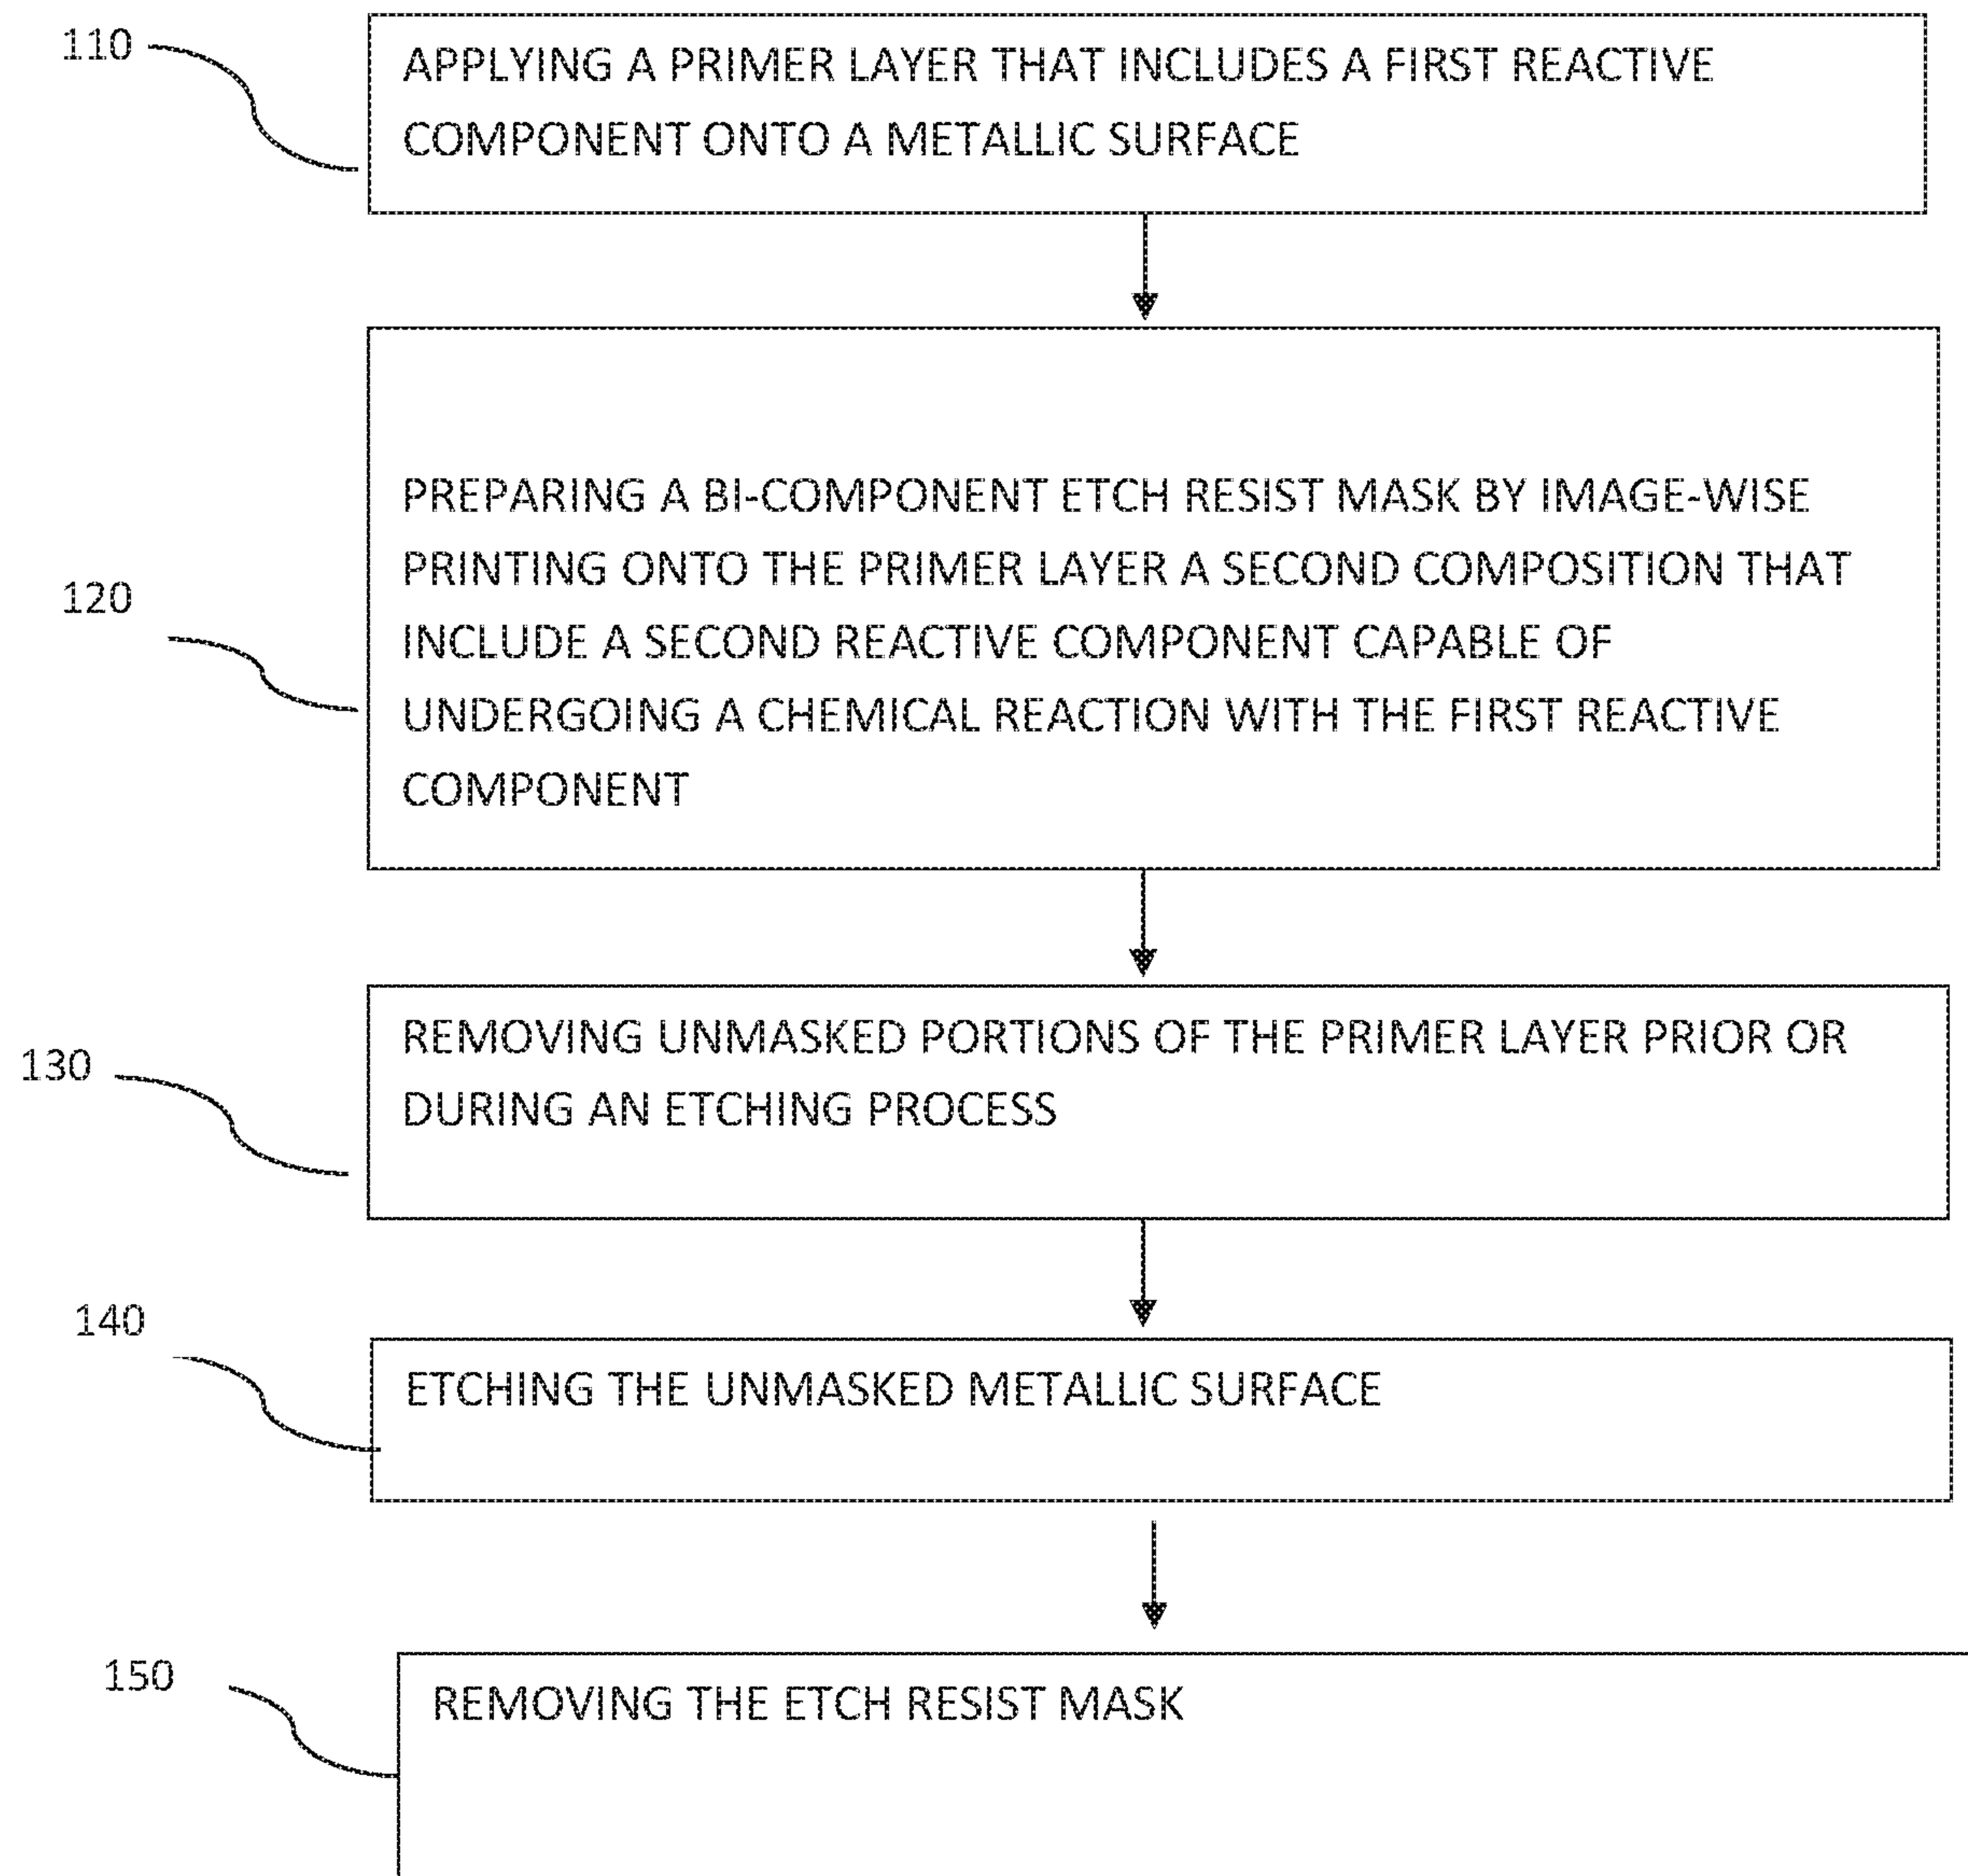 110
APPLYING A PRIMER LAYER THAT INCLUDES A FIRST REACTIVE
COMPONENT ONTO A METALLIC SURFACE
120
PREPARING A BI-COMPONENT ETCH RESIST MASK BY IMAGE-WISE
PRINTING ONTO THE PRIMER LAYER A SECOND COMPOSITION THAT
INCLUDE A SECOND REACTIVE COMPONENT CAPABLE OF
UNDERGOING A CHEMICAL REACTION WITH THE FIRST REACTIVE
COMPONENT
130
REMOVING UNMASKED PORTIONS OF THE PRIMER LAYER PRIOR OR
DURING AN ETCHING PROCESS
140
ETCHING THE UNMASKED METALLIC SURFACE
150
REMOVING THE ETCH RESIST MASK